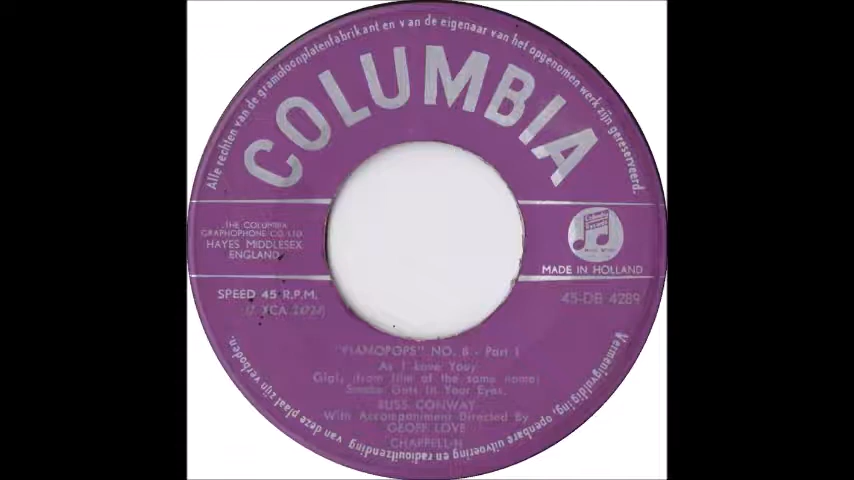 Alle rechten van de gramofoonplatenfabrikant en van de eigenaar van het opgenomen werk zijn gereserveerd.
COLUMBIA
THE COLUMBIA
GRAPHOPHONE CO. LTD.
HAYES MIDDLESEX
ENGLAND
MADE IN HOLLAND
SPEED 45 R.P.M.
45-DB 4289
"PIANOPOPS" NO. 6 - Part 1
As I Love You;
Gigi, (from film of the same name)
Smoke Gets In Your Eyes.
RUSS CONWAY
With Accompaniment Directed By
GEOFF LOVE
CHAPPELL-N
Vermenigvuldiging, openbare uitvoering en radiouitzending van deze plaat zijn verboden.